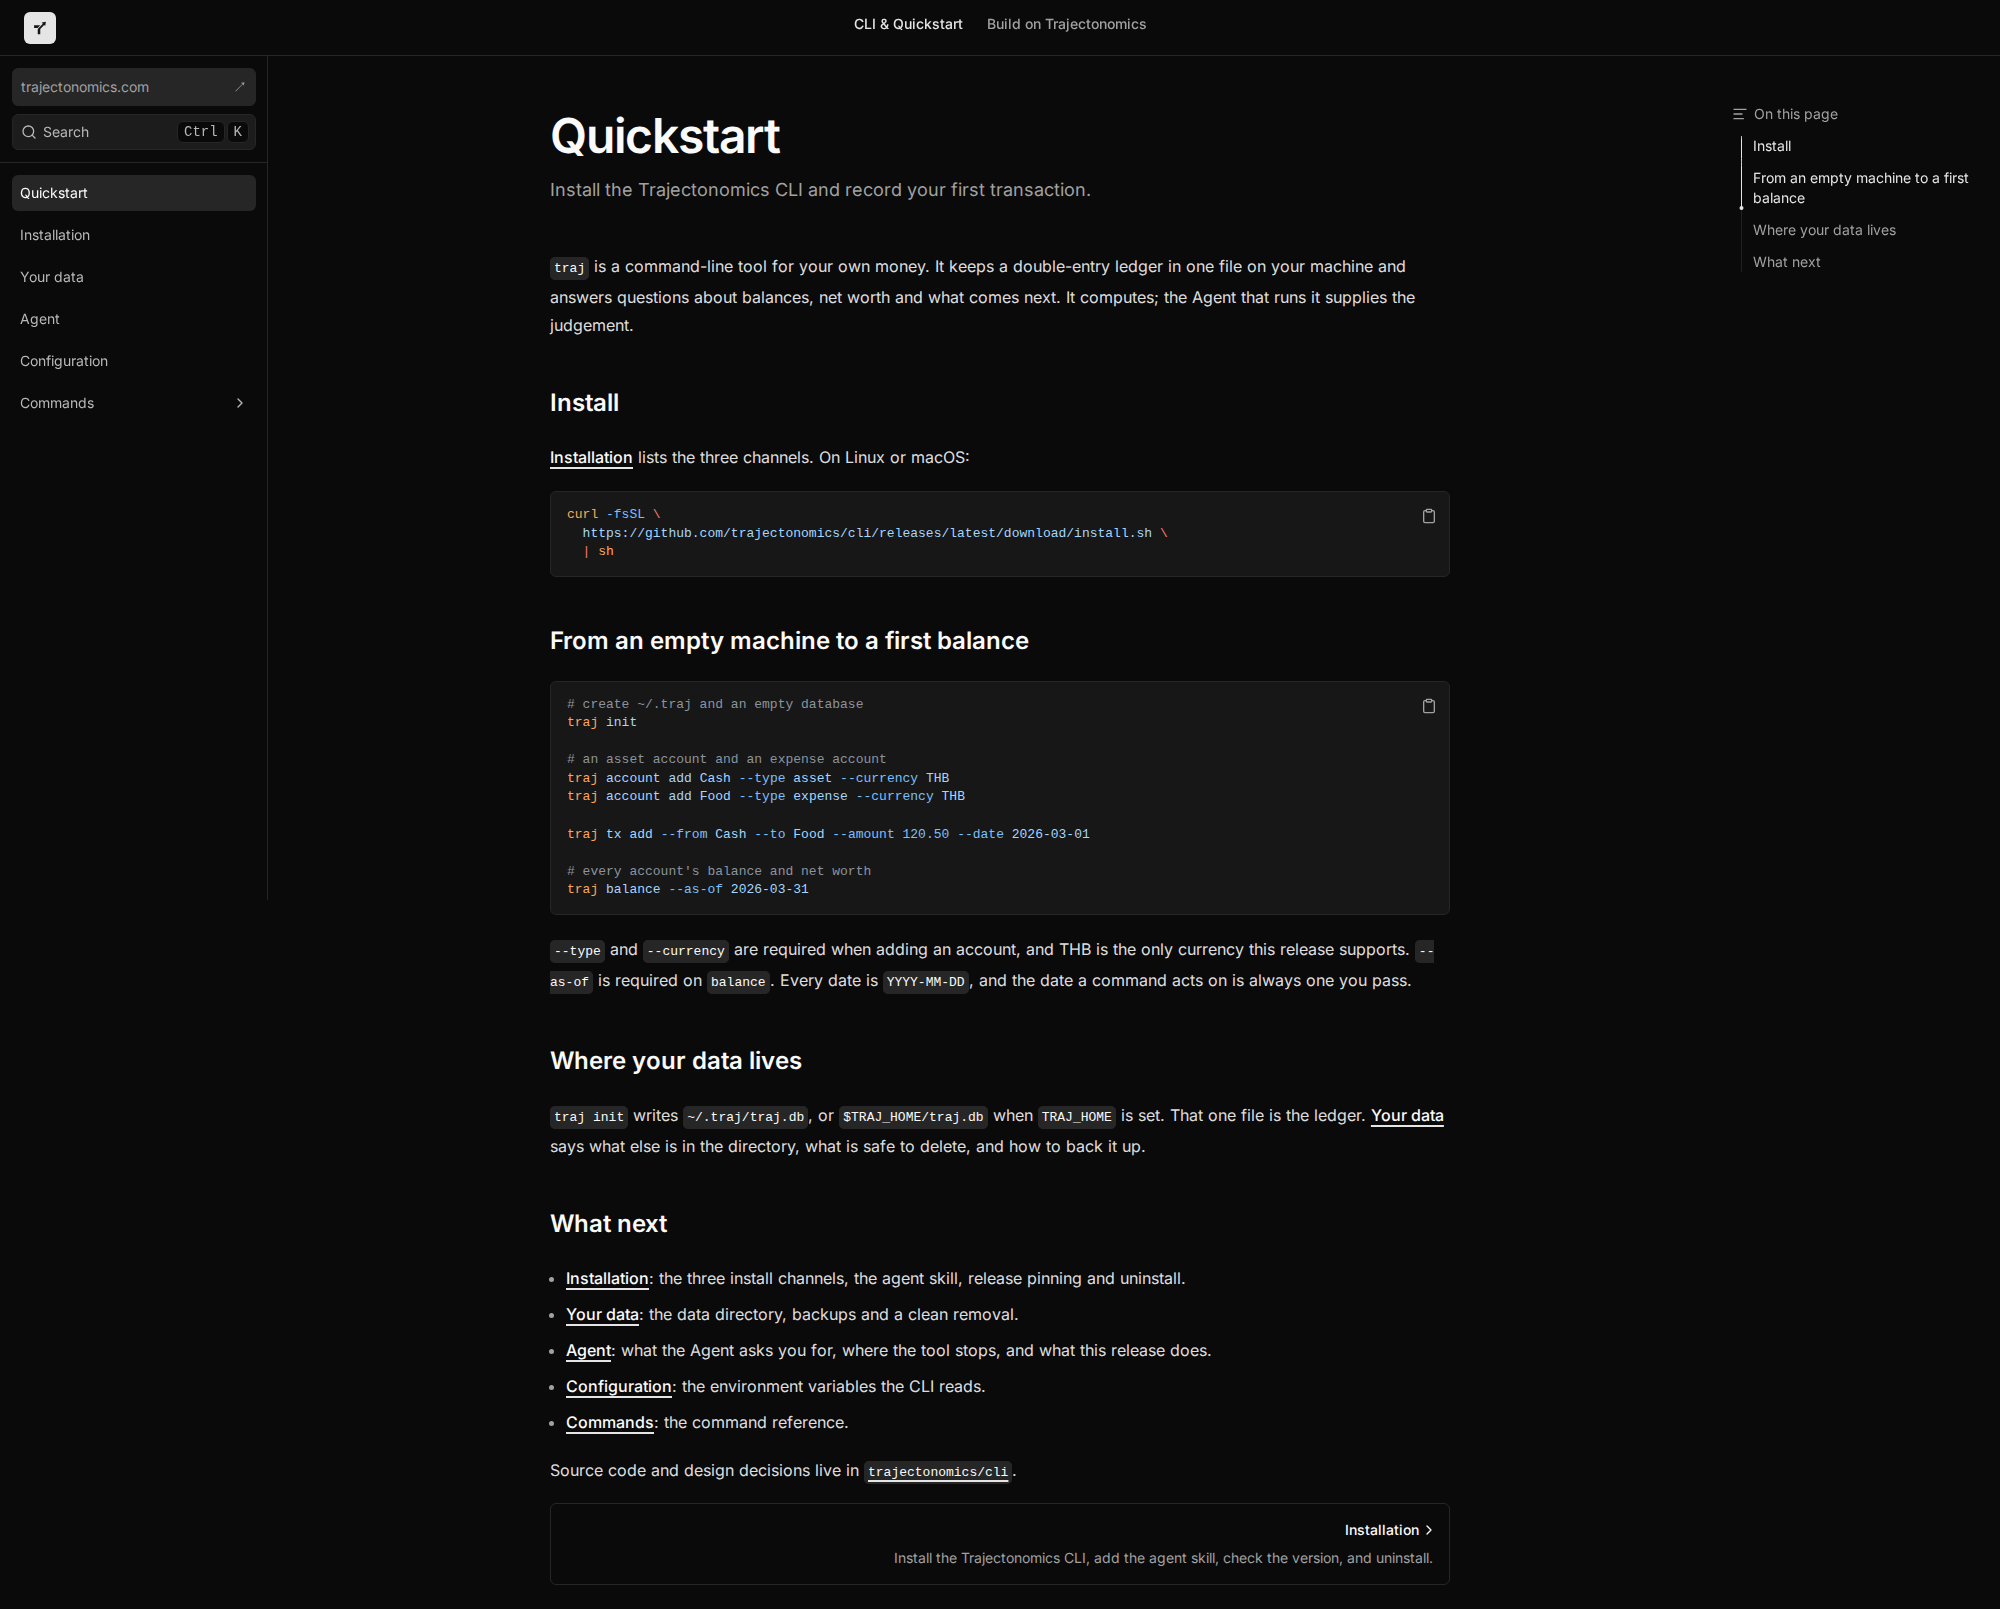 CLI & Quickstart
Build on Trajectonomics
trajectonomics.com
Search
Ctrl K
Quickstart
Installation
Your data
Agent
Configuration
Commands
Quickstart
Install the Trajectonomics CLI and record your first transaction.
traj is a command-line tool for your own money. It keeps a double-entry ledger in one file on your machine and
answers questions about balances, net worth and what comes next. It computes; the Agent that runs it supplies the
judgement.
Install
Installation lists the three channels. On Linux or macOS:
curl -fsSL \
  https://github.com/trajectonomics/cli/releases/latest/download/install.sh \
  | sh
From an empty machine to a first balance
# create ~/.traj and an empty database
traj init
# an asset account and an expense account
traj account add Cash --type asset --currency THB
traj account add Food --type expense --currency THB
traj tx add --from Cash --to Food --amount 120.50 --date 2026-03-01
# every account's balance and net worth
traj balance --as-of 2026-03-31
--type and --currency are required when adding an account, and THB is the only currency this release supports. --
as-of is required on balance. Every date is YYYY-MM-DD, and the date a command acts on is always one you pass.
Where your data lives
traj init writes ~/.traj/traj.db, or $TRAJ_HOME/traj.db when TRAJ_HOME is set. That one file is the ledger. Your data
says what else is in the directory, what is safe to delete, and how to back it up.
What next
• Installation: the three install channels, the agent skill, release pinning and uninstall.
• Your data: the data directory, backups and a clean removal.
• Agent: what the Agent asks you for, where the tool stops, and what this release does.
• Configuration: the environment variables the CLI reads.
• Commands: the command reference.
Source code and design decisions live in trajectonomics/cli.
Installation
Install the Trajectonomics CLI, add the agent skill, check the version, and uninstall.
On this page
Install
From an empty machine to a first
balance
Where your data lives
What next